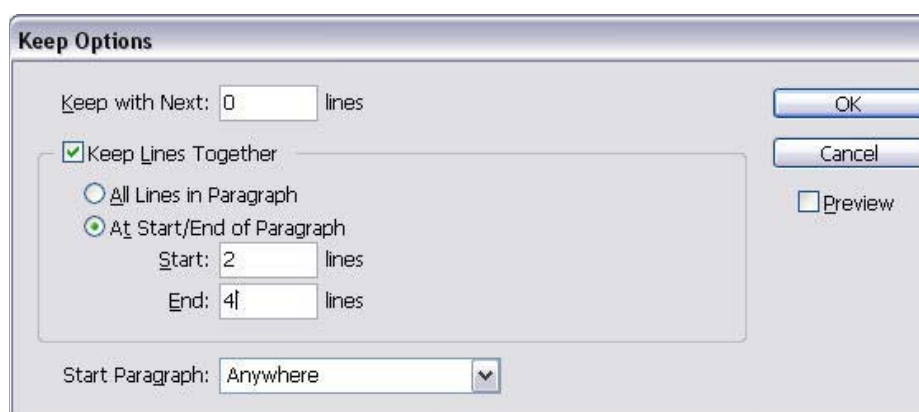 Keep Options
Keep with Next: 0 lines
OK
Keep Lines Together
Cancel
All Lines in Paragraph
Preview
At Start/End of Paragraph
Start: 2 lines
End: 4 lines
Start Paragraph: Anywhere